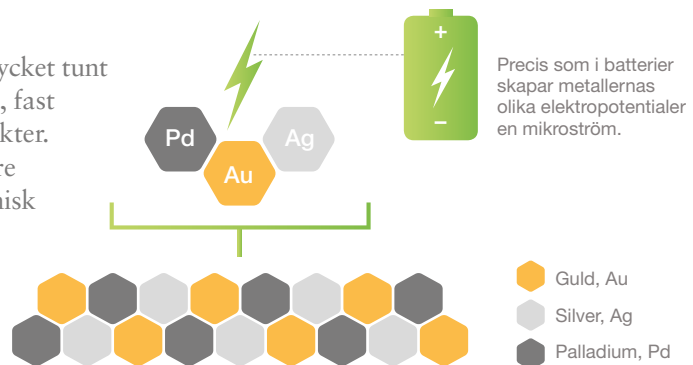 ycket tunt
, fast
kter.
re
nisk
+
−
Precis som i batterier
skapar metallernas
olika elektropotentialer
en mikroström.
Pd
Ag
Au
Guld, Au
Silver, Ag
Palladium, Pd